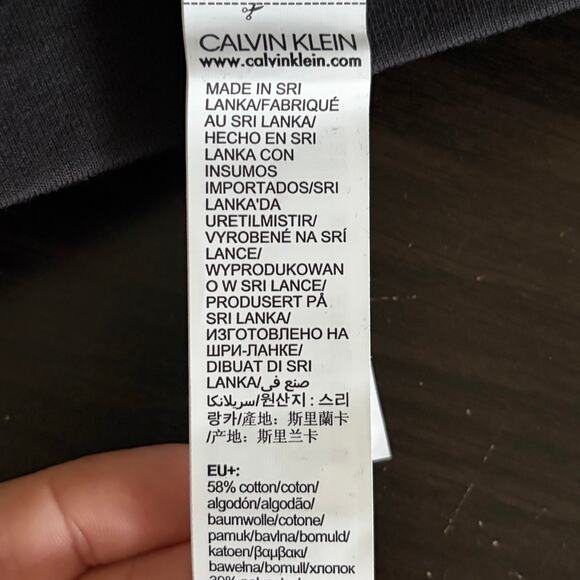 CALVIN KLEIN
www.calvinklein.com
MADE IN SRI
LANKA/FABRIQUÉ
AU SRI LANKA/
HECHO EN SRI
LANKA CON
INSUMOS
IMPORTADOS/SRI
LANKA'DA
URETILMISTIR/
VYROBENÉ NA SRÍ
LANCE/
WYPRODUKOWAN
O W SRI LANCE/
PRODUSERT PÅ
SRI LANKA/
ИЗГОТОВЛЕНО НА
ШРИ-ЛАНКЕ/
DIBUAT DI SRI
LANKA/صنع في
سريلانكا/원산지 : 스리
랑카/產地：斯里蘭卡
/产地：斯里兰卡
EU+:
58% cotton/coton/
algodón/algodão/
baumwolle/cotone/
pamuk/bavlna/bomuld/
katoen/βαμβακι/
bawełna/bomull/хлопок